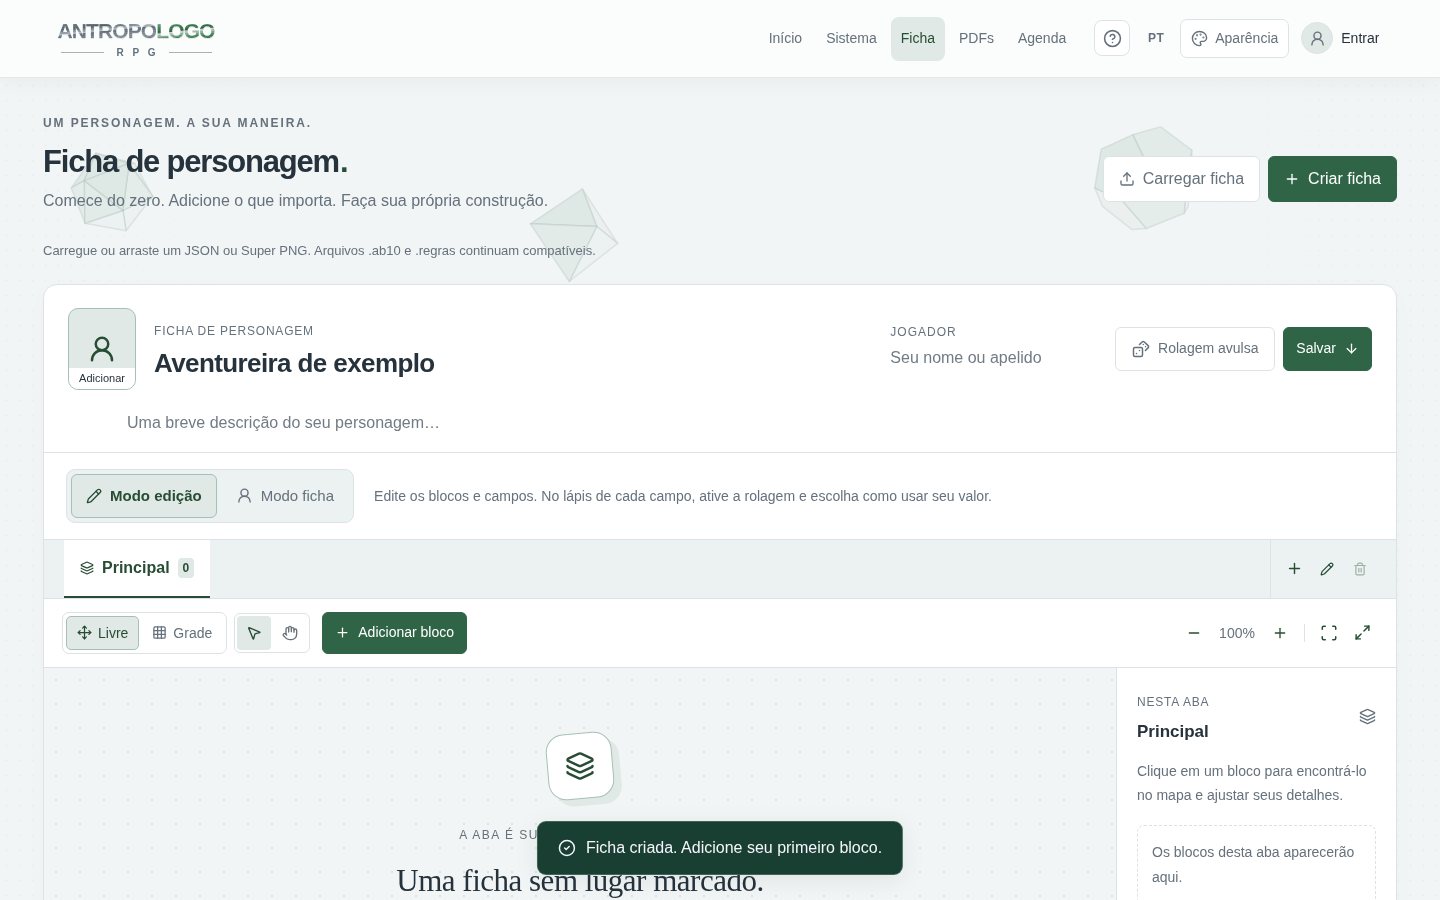 ANTROPOLOGO
RPG
Início Sistema Ficha PDFs Agenda PT Aparência Entrar
UM PERSONAGEM. A SUA MANEIRA.
Ficha de personagem.
Comece do zero. Adicione o que importa. Faça sua própria construção.
Carregar ficha Criar ficha
Carregue ou arraste um JSON ou Super PNG. Arquivos .ab10 e .regras continuam compatíveis.
Adicionar
FICHA DE PERSONAGEM
Aventureira de exemplo
JOGADOR
Seu nome ou apelido
Rolagem avulsa Salvar
Uma breve descrição do seu personagem…
Modo edição Modo ficha Edite os blocos e campos. No lápis de cada campo, ative a rolagem e escolha como usar seu valor.
Principal 0
Livre Grade Adicionar bloco 100%
A ABA É SU
Uma ficha sem lugar marcado.
Ficha criada. Adicione seu primeiro bloco.
NESTA ABA
Principal
Clique em um bloco para encontrá-lo
no mapa e ajustar seus detalhes.
Os blocos desta aba aparecerão
aqui.